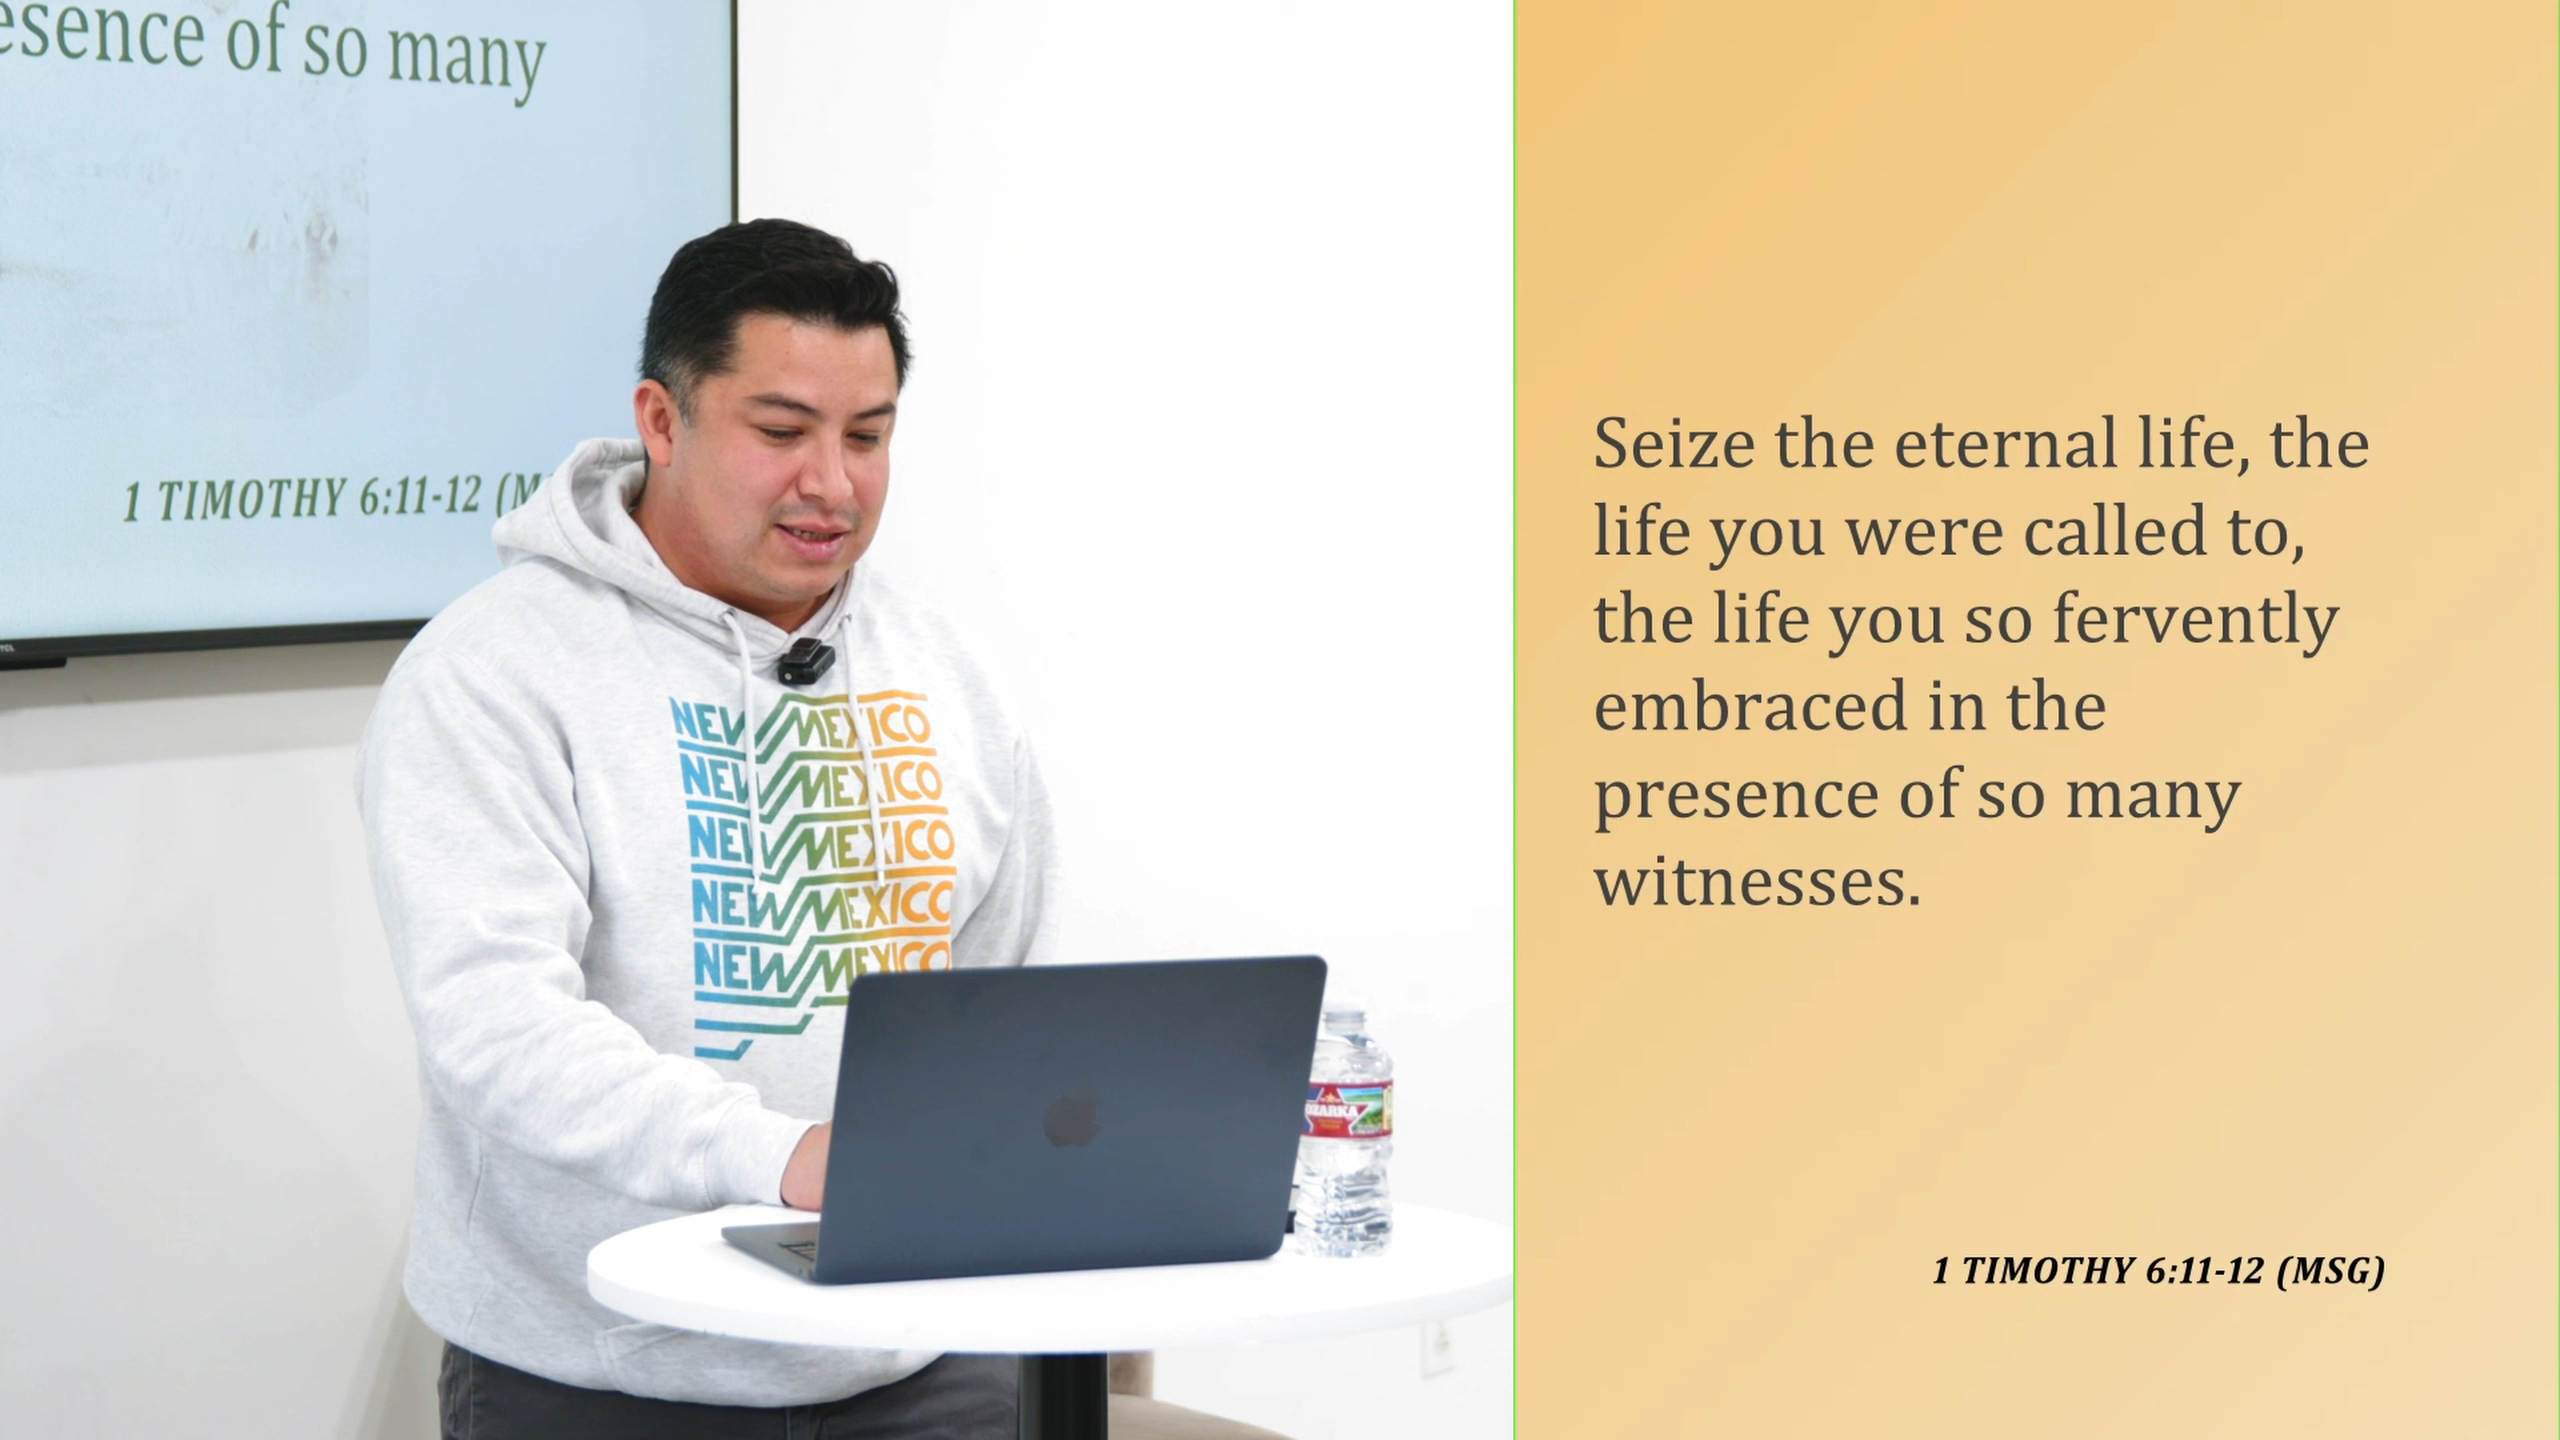 esence of so many
1 TIMOTHY 6:11-12 (M
NEW MEXICO
NEW MEXICO
NEW MEXICO
NEW MEXICO
NEW MEXICO
OZARKA
Seize the eternal life, the
life you were called to,
the life you so fervently
embraced in the
presence of so many
witnesses.
1 TIMOTHY 6:11-12 (MSG)